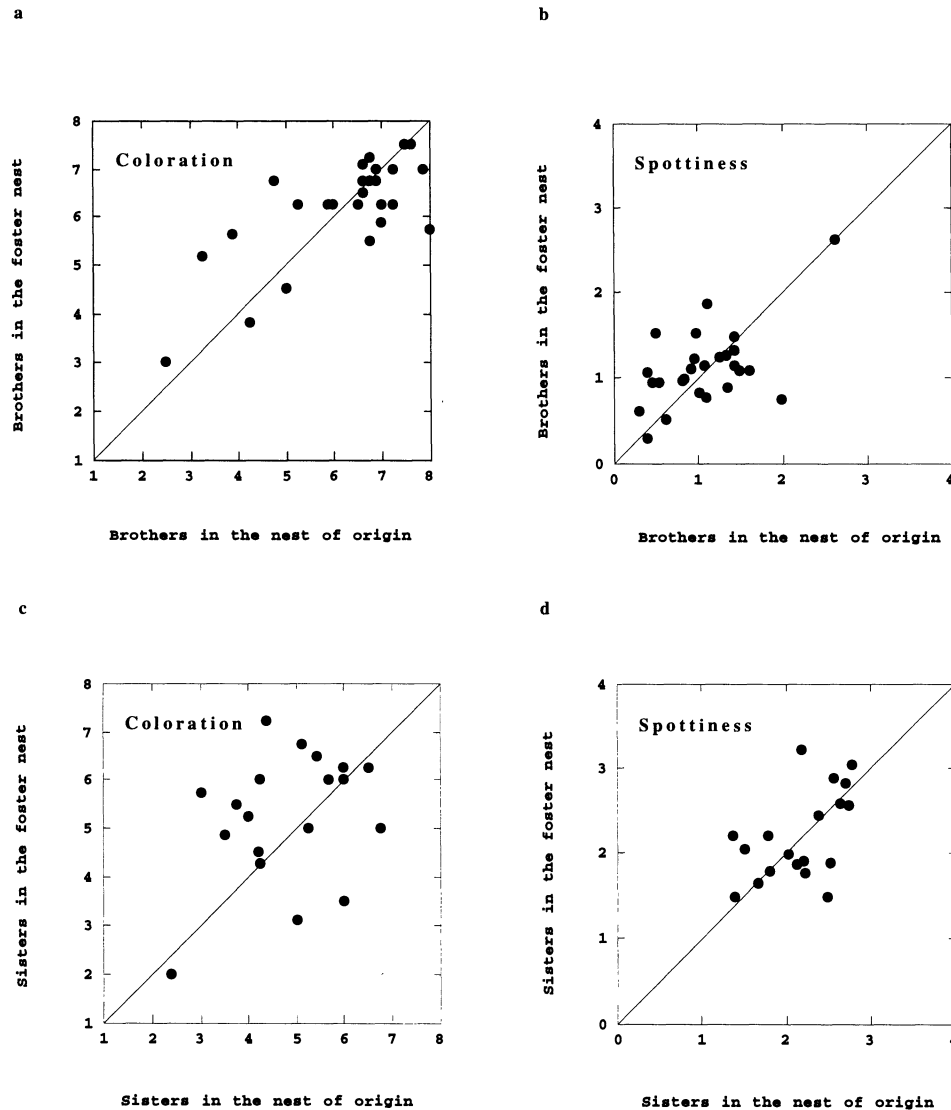 a
b
8
7
6
5
4
3
2
1
Coloration
Brothers in the foster nest
1 2 3 4 5 6 7 8
Brothers in the nest of origin
4
3
2
1
0
Spottiness
Brothers in the foster nest
0 1 2 3 4
Brothers in the nest of origin
c
d
8
7
6
5
4
3
2
1
Coloration
Sisters in the foster nest
1 2 3 4 5 6 7 8
Sisters in the nest of origin
4
3
2
1
0
Spottiness
Sisters in the foster nest
0 1 2 3 4
Sisters in the nest of origin